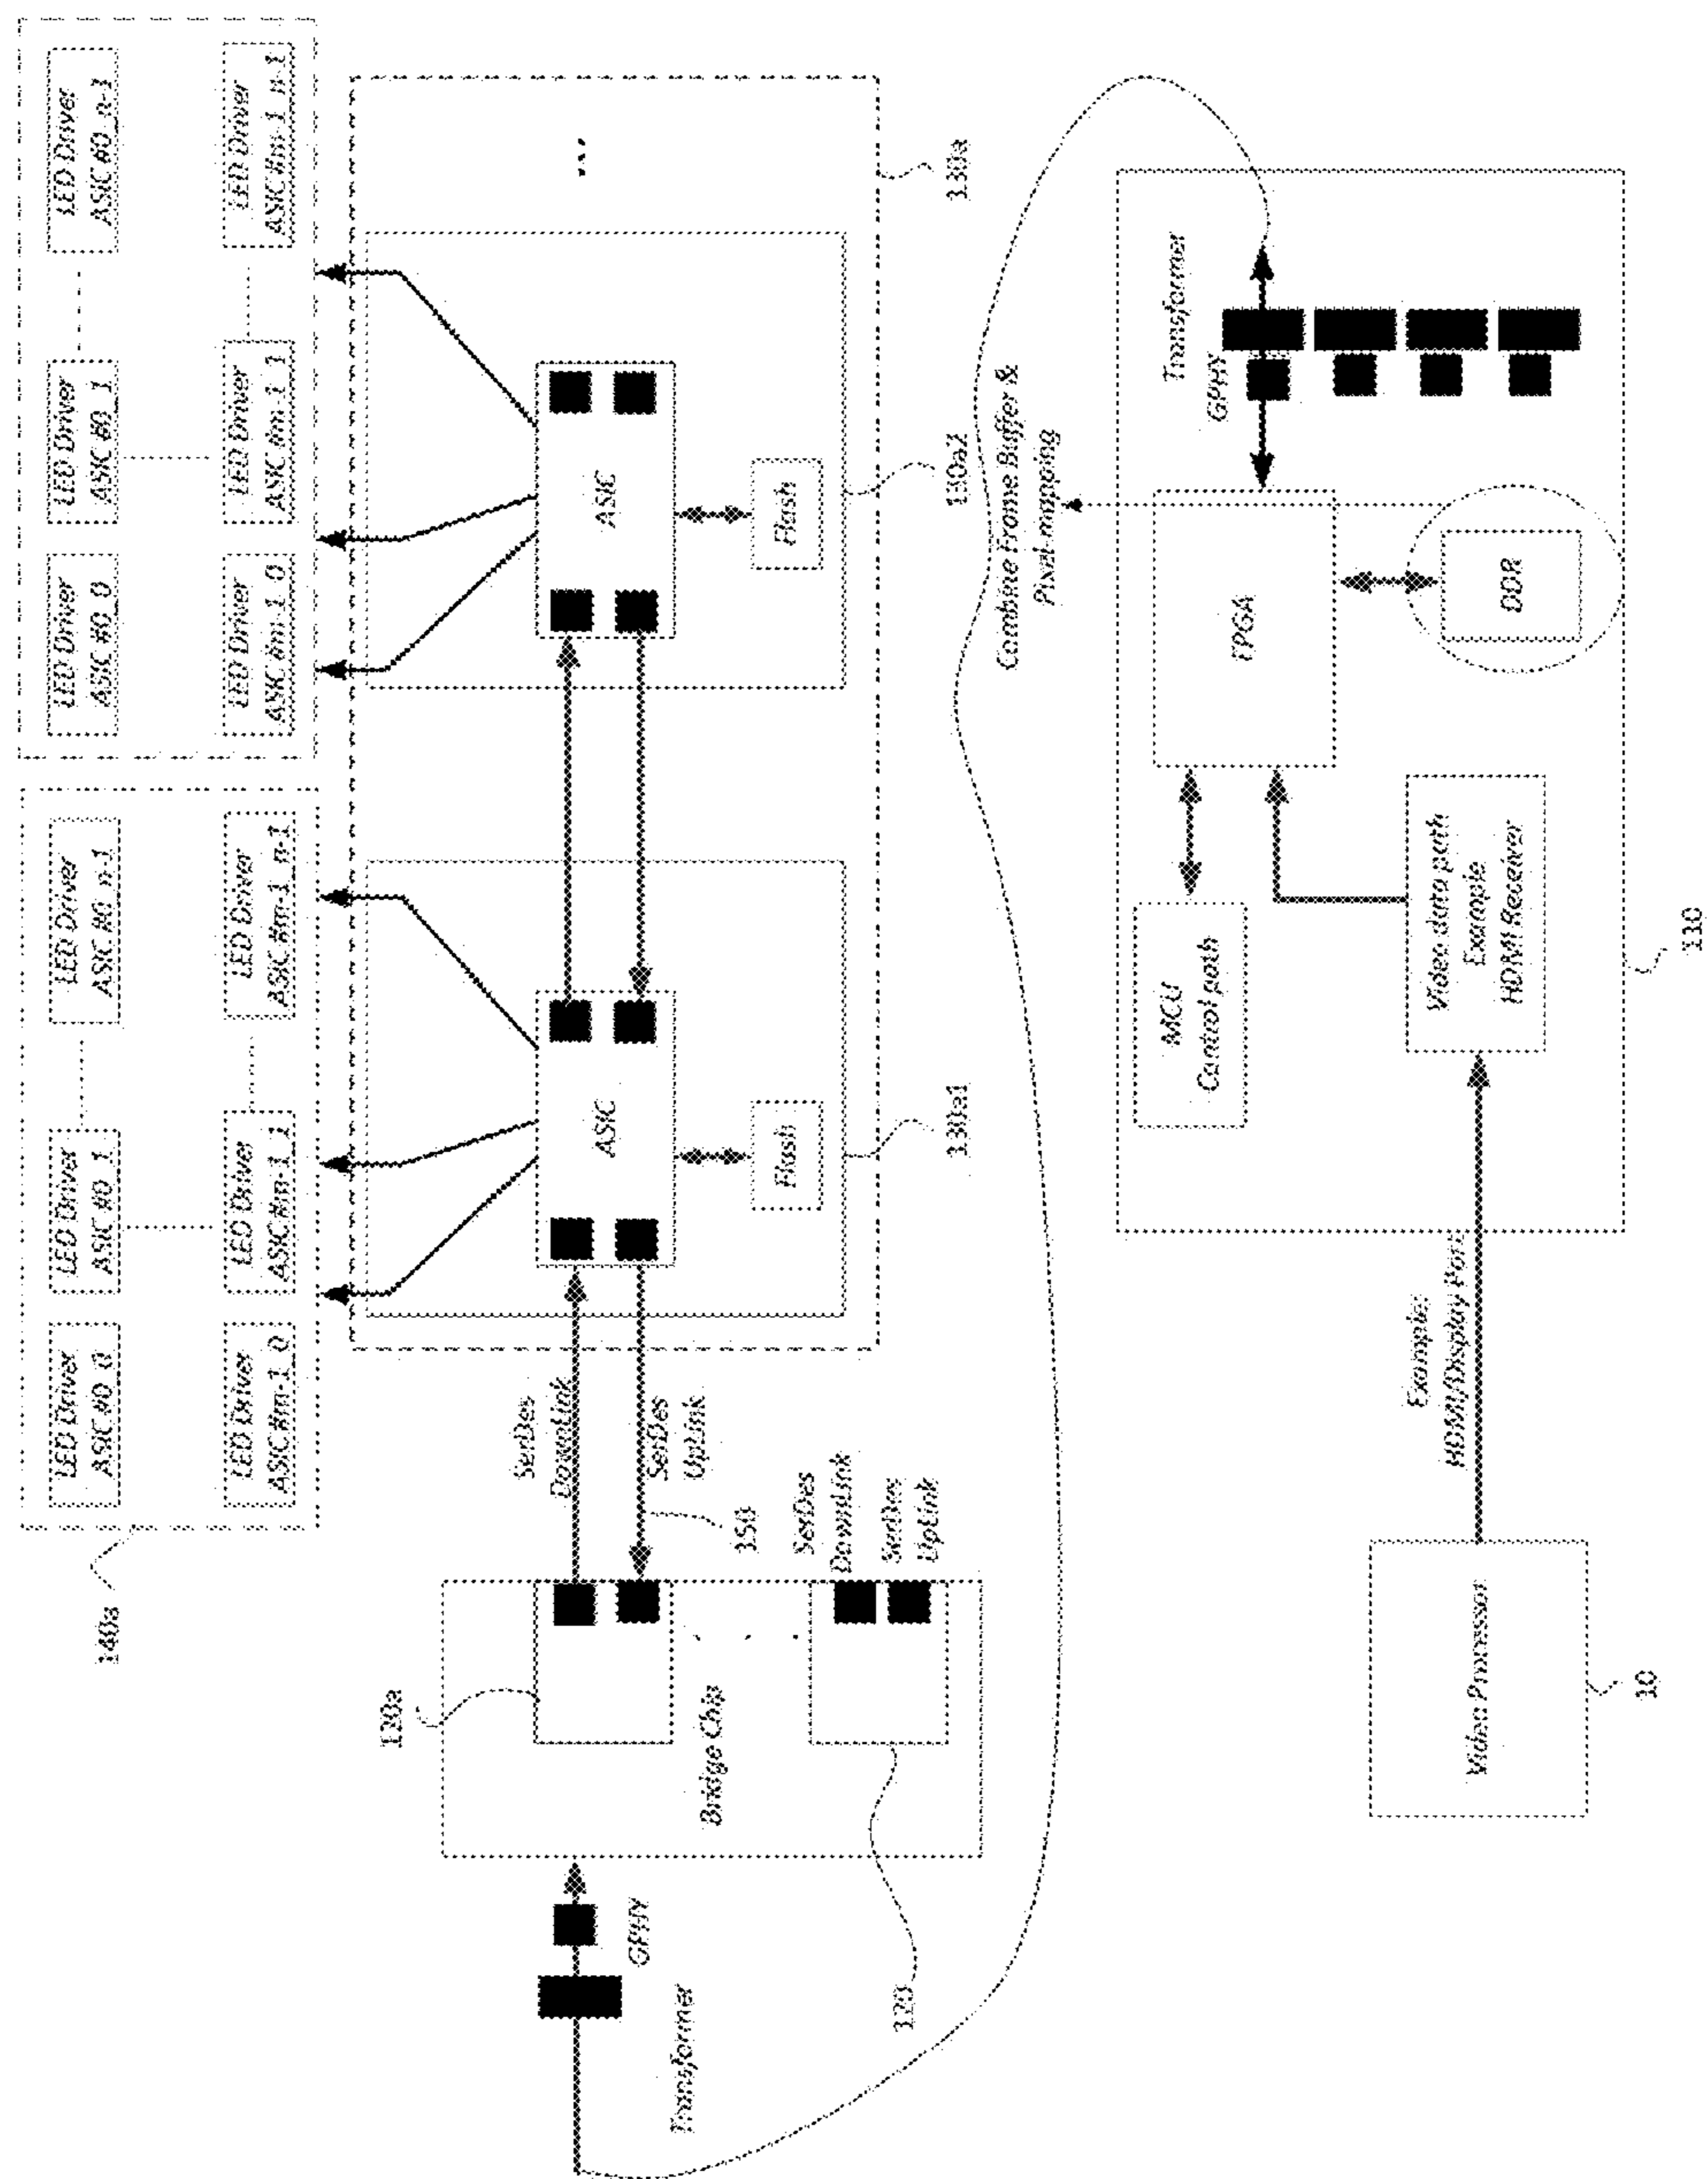 LED Driver
ASIC #0_0
LED Driver
ASIC #0_1
LED Driver
ASIC #0_n-1
LED Driver
ASIC #0_0
LED Driver
ASIC #0_1
LED Driver
ASIC #0_n-1
140a
LED Driver
ASIC#m-1_0
LED Driver
ASIC#m-1_1
LED Driver
ASIC#m-1_n-1
LED Driver
ASIC#m-1_0
LED Driver
ASIC#m-1_1
LED Driver
ASIC#m-1_n-1
120a
SerDes
DownLink
ASIC
ASIC
...
Transformer
GPHY
SerDes
UpLink
Bridge Chip
150
Flash
Flash
SerDes
DownLink
SerDes
UpLink
120
130a1
130a2
130a
Combine Frame Buffer &
Pixel-mapping
Transformer
GPHY
MCU
Control path
FPGA
Example:
HDMI/Display Port
Video data path
Example
HDMI Receiver
DDR
Video Processor
10
110